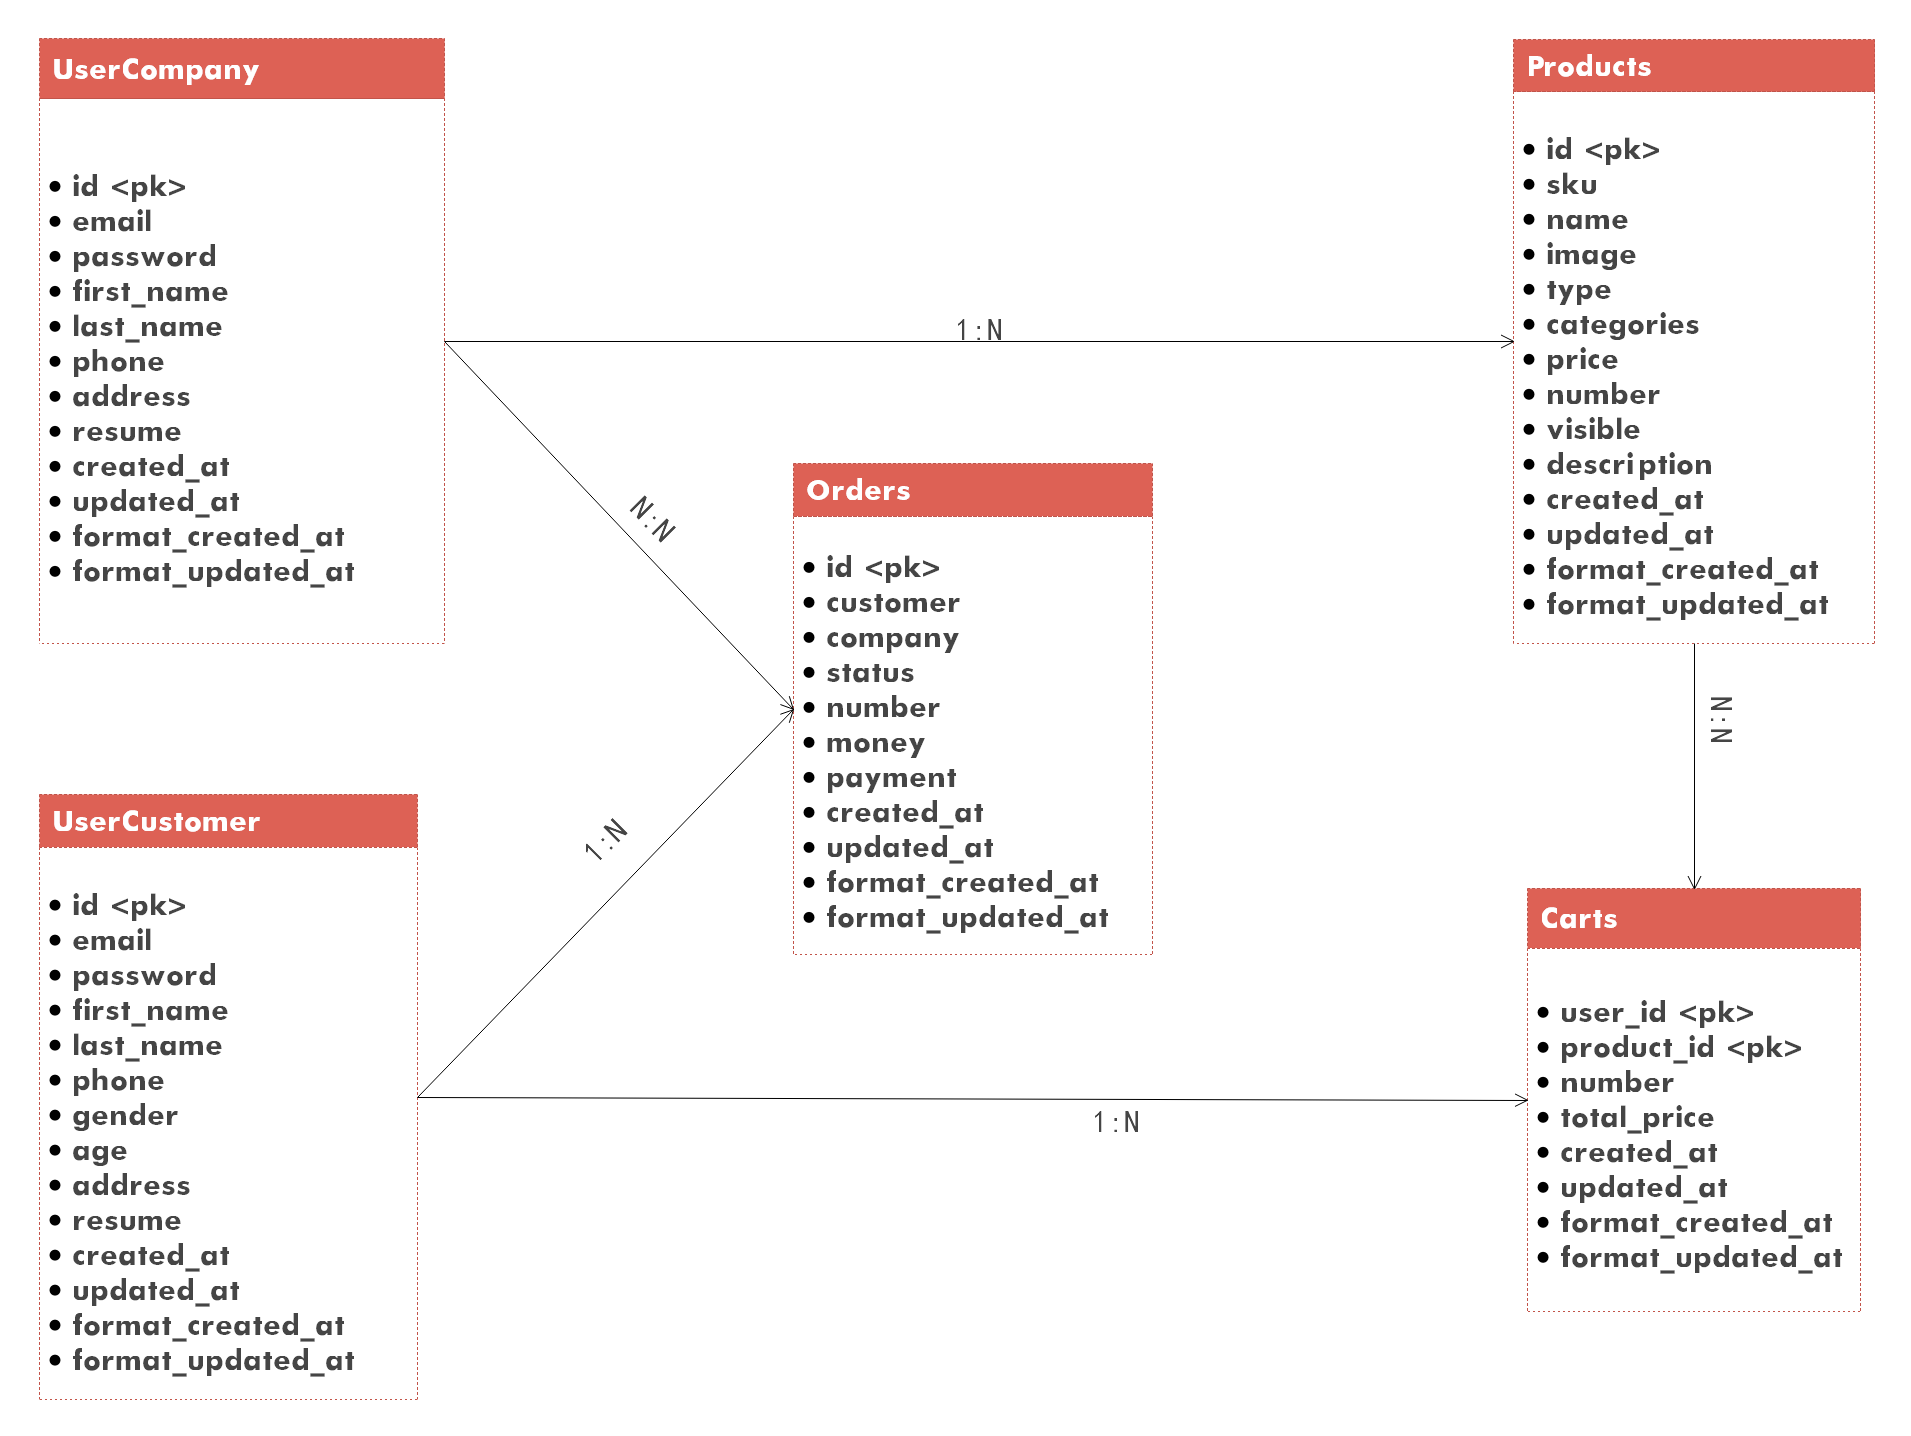 UserCompany
• id <pk>
• email
• password
• first_name
• last_name
• phone
• address
• resume
• created_at
• updated_at
• format_created_at
• format_updated_at
1:N
Products
• id <pk>
• sku
• name
• image
• type
• categories
• price
• number
• visible
• description
• created_at
• updated_at
• format_created_at
• format_updated_at
N:N
Orders
• id <pk>
• customer
• company
• status
• number
• money
• payment
• created_at
• updated_at
• format_created_at
• format_updated_at
N:N
UserCustomer
• id <pk>
• email
• password
• first_name
• last_name
• phone
• gender
• age
• address
• resume
• created_at
• updated_at
• format_created_at
• format_updated_at
1:N
1:N
Carts
• user_id <pk>
• product_id <pk>
• number
• total_price
• created_at
• updated_at
• format_created_at
• format_updated_at